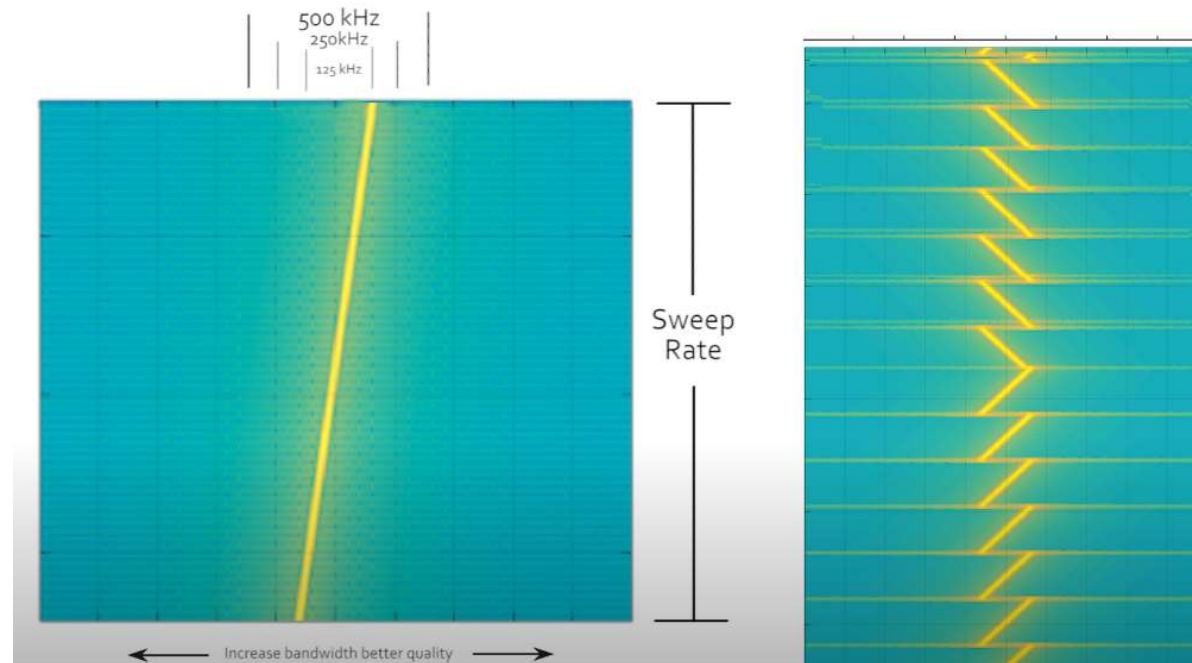 500 kHz
250kHz
125 kHz
Sweep
Rate
Increase bandwidth better quality